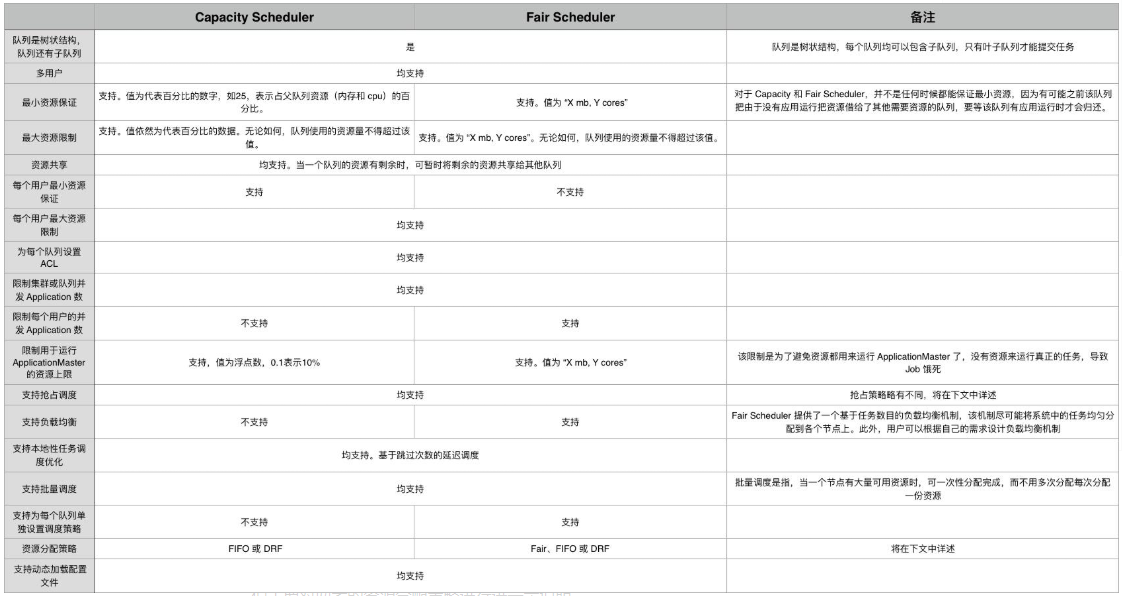 Capacity Scheduler
Fair Scheduler
备注
队列是树状结构，
队列还有子队列
是
队列是树状结构，每个队列均可以包含子队列，只有叶子队列才能提交任务
多用户
均支持
最小资源保证
支持。值为代表百分比的数字，如25，表示占父队列资源（内存和 cpu）的百
分比。
支持。值为 “X mb, Y cores”
对于 Capacity 和 Fair Scheduler，并不是任何时候都能保证最小资源，因为有可能之前该队列
把由于没有应用运行把资源借给了其他需要资源的队列，要等该队列有应用运行时才会归还。
最大资源限制
支持。值依然为代表百分比的数据。无论如何，队列使用的资源量不得超过该
值。
支持。值为 “X mb, Y cores”。无论如何，队列使用的资源量不得超过该值。
资源共享
均支持。当一个队列的资源有剩余时，可暂时将剩余的资源共享给其他队列
每个用户最小资源
保证
支持
不支持
每个用户最大资源
限制
均支持
为每个队列设置
ACL
均支持
限制集群或队列并
发 Application 数
均支持
限制每个用户的并
发 Application 数
不支持
支持
限制用于运行
ApplicationMaster
的资源上限
支持，值为浮点数，0.1表示10%
支持。值为 “X mb, Y cores”
该限制是为了避免资源都用来运行 ApplicationMaster 了，没有资源来运行真正的任务，导致
Job 饿死
支持抢占调度
均支持
抢占策略略有不同，将在下文中详述
支持负载均衡
不支持
支持
Fair Scheduler 提供了一个基于任务数目的负载均衡机制，该机制尽可能将系统中的任务均匀分
配到各个节点上。此外，用户可以根据自己的需求设计负载均衡机制
支持本地性任务调
度优化
均支持。基于跳过次数的延迟调度
支持批量调度
均支持
批量调度是指，当一个节点有大量可用资源时，可一次性分配完成，而不用多次分配每次分配
一份资源
支持为每个队列单
独设置调度策略
不支持
支持
资源分配策略
FIFO 或 DRF
Fair、FIFO 或 DRF
将在下文中详述
支持动态加载配置
文件
均支持